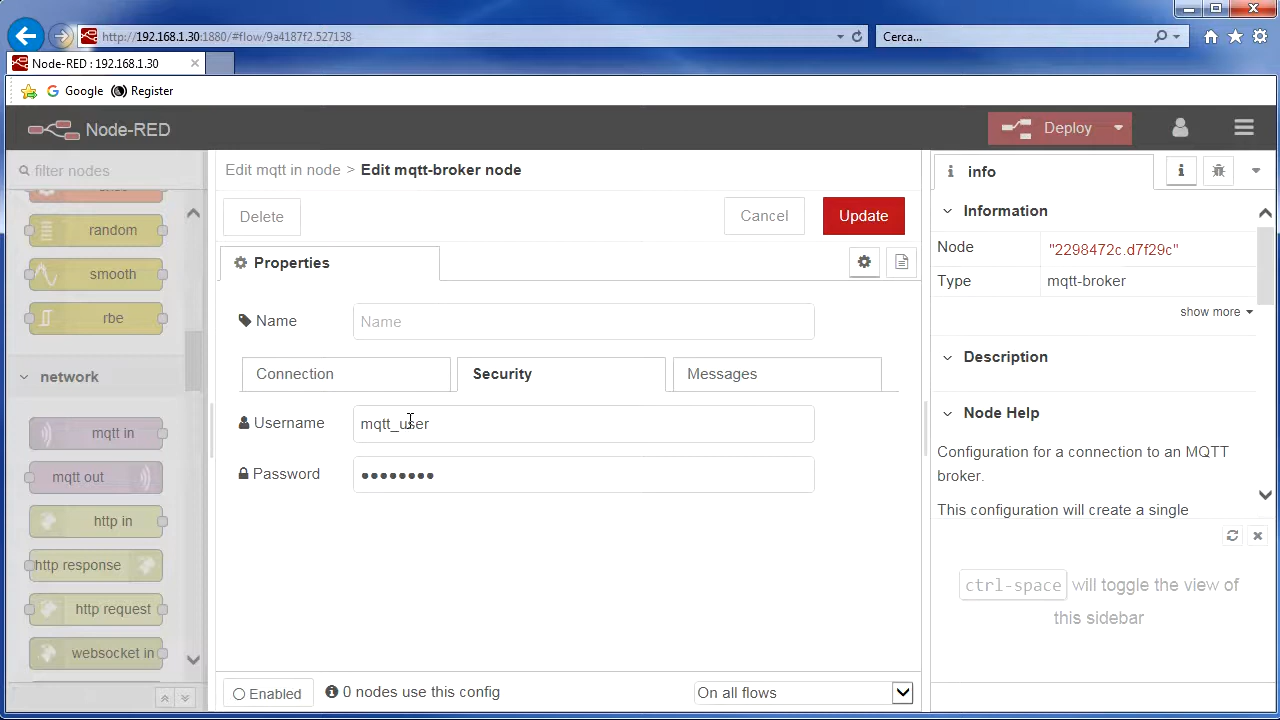 http://192.168.1.30:1880/#flow/9a4187f2.527138
Cerca...
Node-RED : 192.168.1.30
Google
Register
Node-RED
Deploy
filter nodes
random
smooth
rbe
network
mqtt in
mqtt out
http in
http response
http request
websocket in
Edit mqtt in node > Edit mqtt-broker node
Delete
Cancel
Update
Properties
Name
Name
Connection
Security
Messages
Username
mqtt_user
Password
••••••••
Enabled
0 nodes use this config
On all flows
info
Information
Node
"2298472c.d7f29c"
Type
mqtt-broker
show more
Description
Node Help
Configuration for a connection to an MQTT
broker.
This configuration will create a single
ctrl-space will toggle the view of
this sidebar